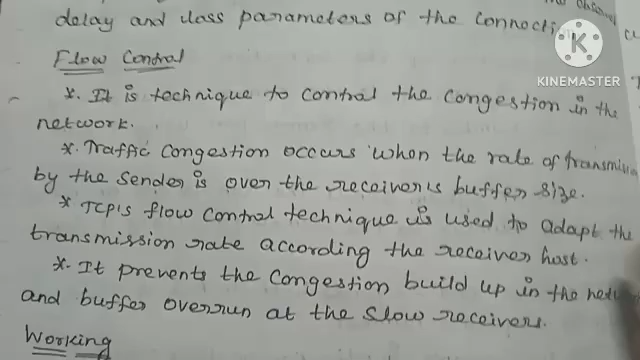 delay and class parameters of the connecti
Flow Control
*. It is technique to control the congestion in the
network.
* Traffic congestion occurs when the rate of transmis
by the sender is over the receiver's buffer size.
* TCP's flow control technique is used to adapt the
transmission rate according the receiver host.
*. It prevents the congestion build up in the net
and buffer overrun at the slow receivers.
Working
K
KINEMASTER